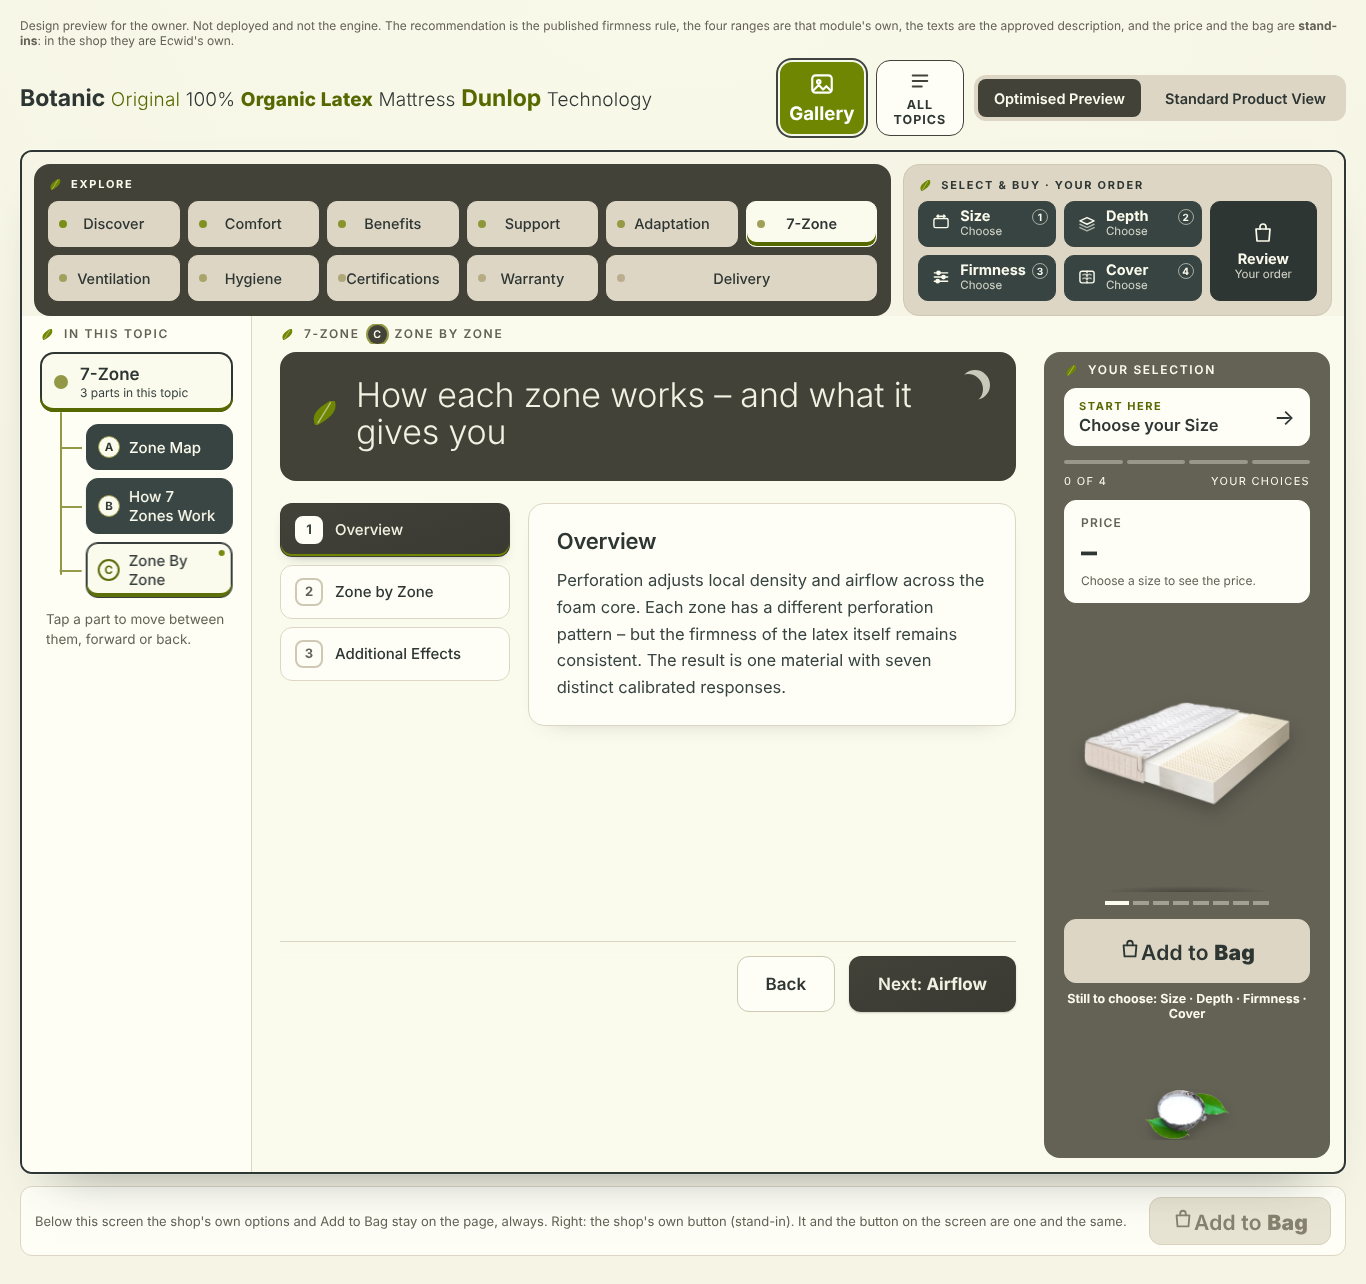 Design preview for the owner. Not deployed and not the engine. The recommendation is the published firmness rule, the four ranges are that module's own, the texts are the approved description, and the price and the bag are stand-
ins: in the shop they are Ecwid's own.
Botanic Original 100% Organic Latex Mattress Dunlop Technology
Gallery
ALL
TOPICS
Optimised Preview
Standard Product View
EXPLORE
Discover
Comfort
Benefits
Support
Adaptation
7-Zone
Ventilation
Hygiene
Certifications
Warranty
Delivery
SELECT & BUY · YOUR ORDER
Size
Choose
1
Depth
Choose
2
Firmness
Choose
3
Cover
Choose
4
Review
Your order
IN THIS TOPIC
7-Zone
3 parts in this topic
A
Zone Map
B
How 7
Zones Work
C
Zone By
Zone
Tap a part to move between
them, forward or back.
7-ZONE C ZONE BY ZONE
How each zone works – and what it
gives you
1 Overview
2 Zone by Zone
3 Additional Effects
Overview
Perforation adjusts local density and airflow across the
foam core. Each zone has a different perforation
pattern – but the firmness of the latex itself remains
consistent. The result is one material with seven
distinct calibrated responses.
Back
Next: Airflow
YOUR SELECTION
START HERE
Choose your Size
0 OF 4
YOUR CHOICES
PRICE
–
Choose a size to see the price.
Add to Bag
Still to choose: Size · Depth · Firmness ·
Cover
Below this screen the shop's own options and Add to Bag stay on the page, always. Right: the shop's own button (stand-in). It and the button on the screen are one and the same.
Add to Bag